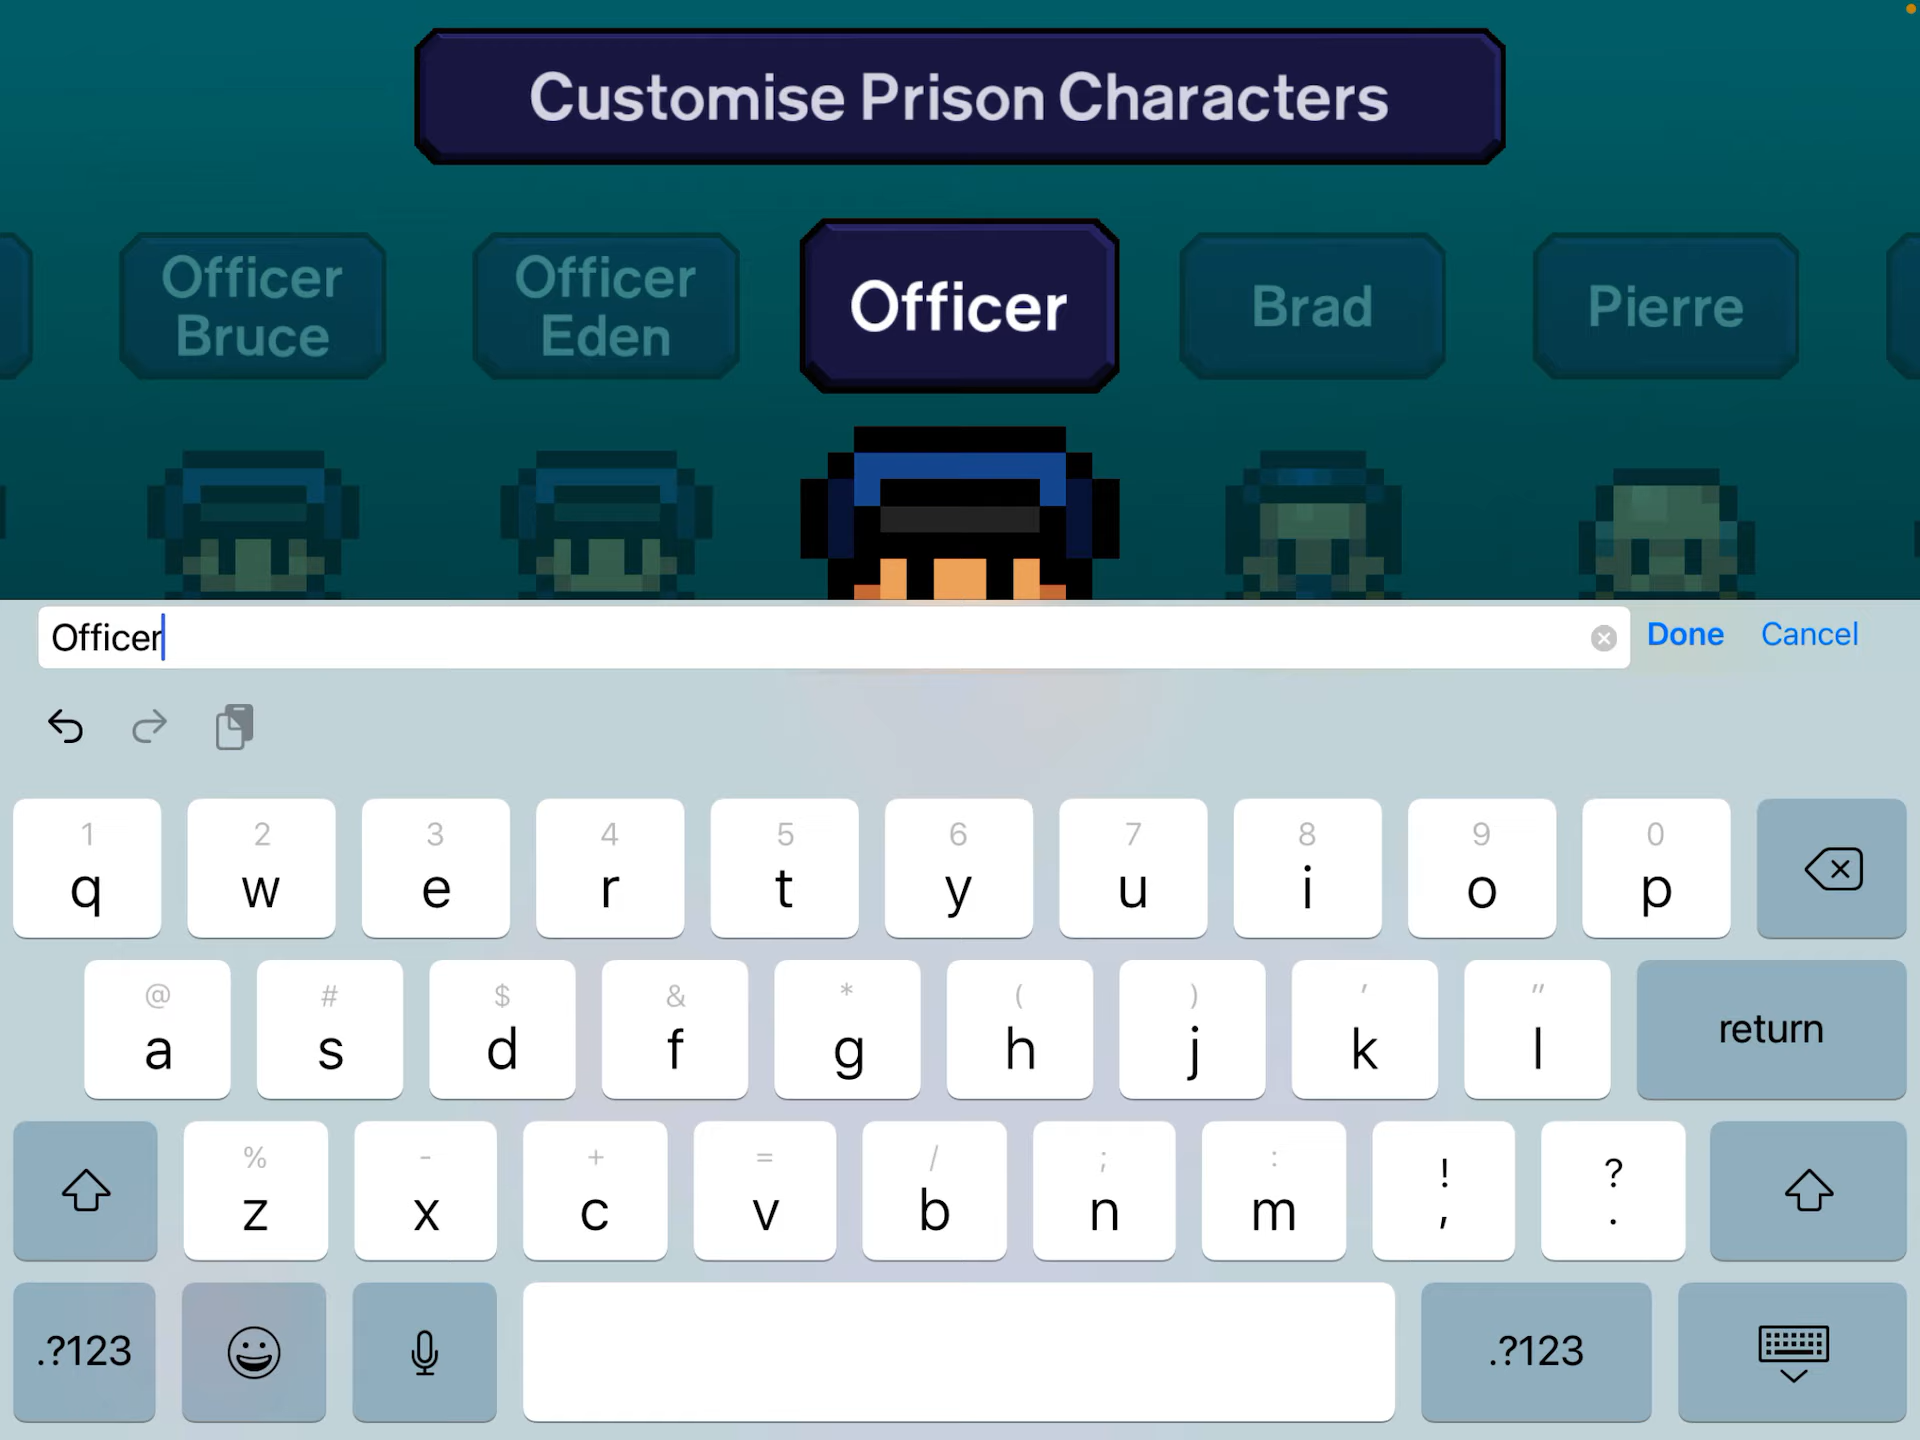 Customise Prison Characters
Officer
Bruce
Officer
Eden
Officer
Brad
Pierre
Officer
Done
Cancel
1 2 3 4 5 6 7 8 9 0
q w e r t y u i o p
@ # $ & * ( ) ' "
a s d f g h j k l return
% - + = / ; : ! ?
z x c v b n m , .
.?123 .?123